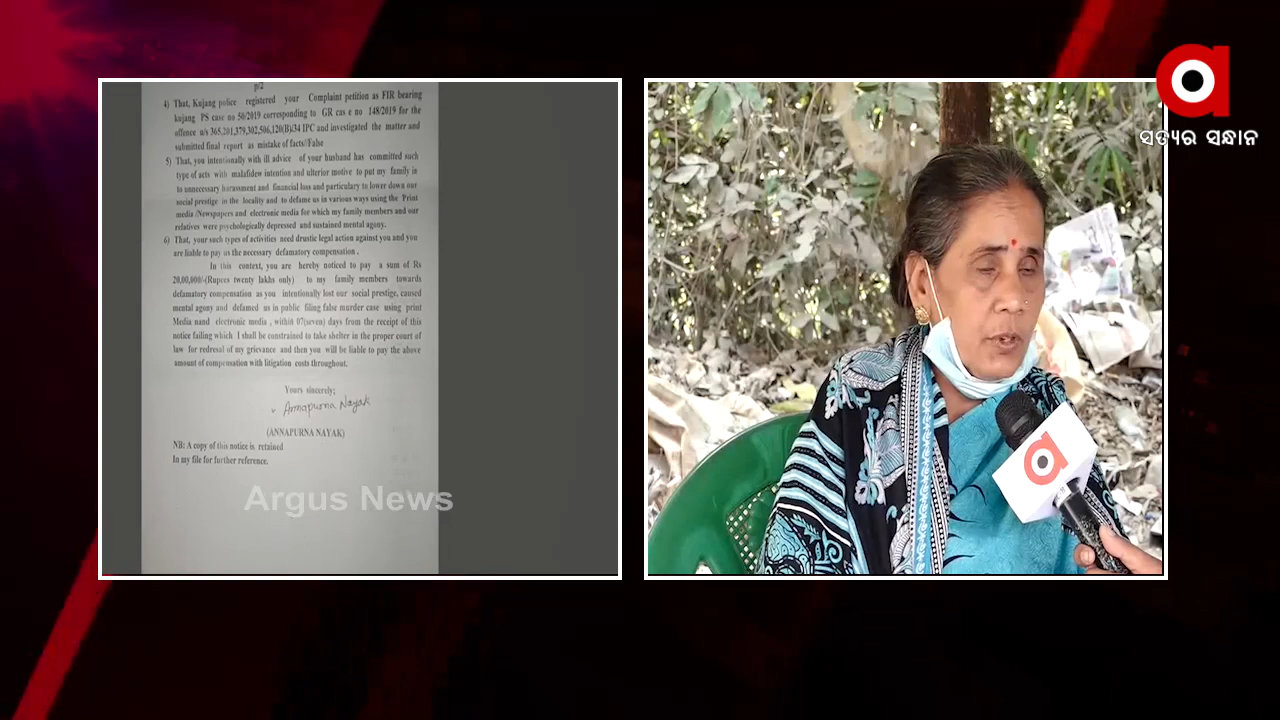 p/2
4) That, Kujang police registered your Complaint petition as FIR bearing
kujang PS case no 50/2019 corresponding to GR cas e no 148/2019 for the
offence u/s 365,201,379,302,506,120(B)/34 IPC and investigated the matter and
submitted final report as mistake of facts//False
5) That, you intentionally with ill advice of your husband has committed such
type of acts with malafidew intention and ulterior motive to put my family in
to unnecessary harassment and financial loss and particulary to lower down our
social prestige in the locality and to defame us in various ways using the Print
media /Newspapers and electronic media for which my family members and our
relatives were psychologically depressed and sustained mental agony.
6) That, your such types of activities need drustic legal action against you and you
are liable to pay us the necessary defamatory compensation .
In this context, you are hereby noticed to pay a sum of Rs
20,00,000/-(Rupees twenty lakhs only) to my family members towards
defamatory compensation as you intentionally lost our social prestige, caused
mental agony and defamed us in public filing false murder case using print
Media nand electronic media , within 07(seven) days from the receipt of this
notice failing which I shall be constrained to take shelter in the proper court of
law for redresal of my grievance and then you will be liable to pay the above
amount of compensation with litigation costs throughout.
Yours sincerely;
Annapurna Nayak
(ANNAPURNA NAYAK)
NB: A copy of this notice is retained
In my file for further reference.
Argus News
ସତ୍ୟର ସନ୍ଧାନ